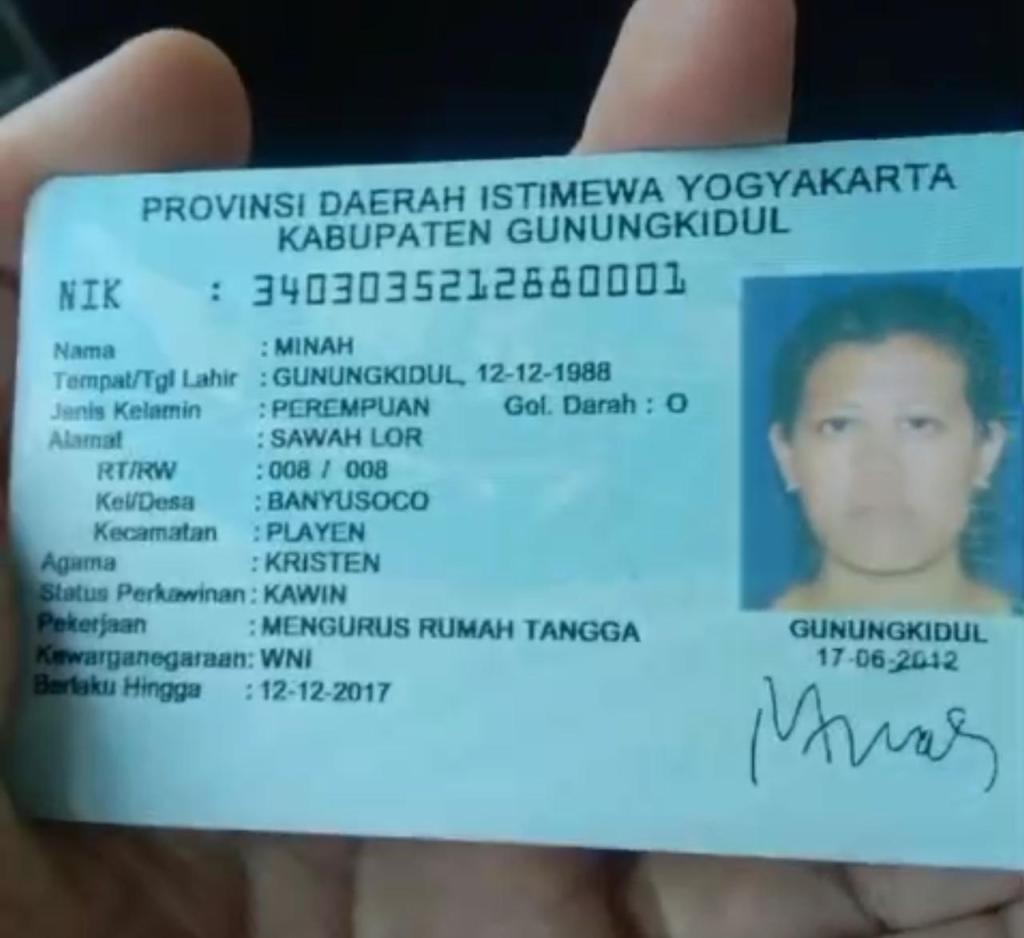 PROVINSI DAERAH ISTIMEWA YOGYAKARTA
KABUPATEN GUNUNGKIDUL
NIK : 3403035212880001
Nama : MINAH
Tempat/Tgl Lahir : GUNUNGKIDUL, 12-12-1988
Jenis Kelamin : PEREMPUAN Gol. Darah : O
Alamat : SAWAH LOR
RT/RW : 008 / 008
Kel/Desa : BANYUSOCO
Kecamatan : PLAYEN
Agama : KRISTEN
Status Perkawinan : KAWIN
Pekerjaan : MENGURUS RUMAH TANGGA
Kewarganegaraan: WNI
Berlaku Hingga : 12-12-2017
GUNUNGKIDUL
17-06-2012
Minah